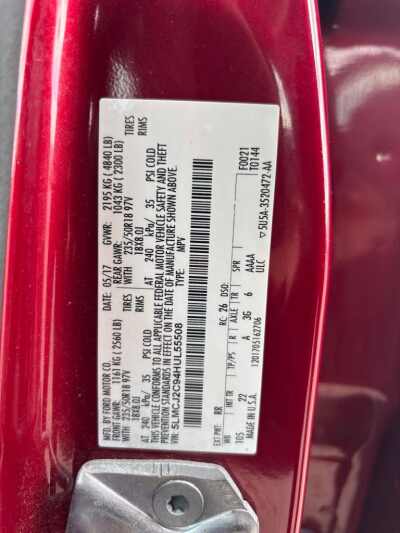 MFD. BY FORD MOTOR CO.
DATE: 05/17 GVWR: 2195 KG ( 4840 LB)
FRONT GAWR: 1161 KG ( 2560 LB) REAR GAWR: 1043 KG ( 2300 LB)
WITH 235/50R18 97V TIRES WITH 235/50R18 97V TIRES
18X8.0J RIMS 18X8.0J RIMS
AT 240 kPa/ 35 PSI COLD AT 240 kPa/ 35 PSI COLD
THIS VEHICLE CONFORMS TO ALL APPLICABLE FEDERAL MOTOR VEHICLE SAFETY AND THEFT
PREVENTION STANDARDS IN EFFECT ON THE DATE OF MANUFACTURE SHOWN ABOVE.
VIN: 5LMCJ2C94HUL55508 TYPE: MPV
F0021
T0144
EXT PNT: RR RC: 26 DSO:
WB INT TR TP/PS R AXLE TR SPR
105 22 A 3G 6 AAAA
MADE IN U.S.A. 1201705162706 ULC
▽ 5U5A-3520472-AA